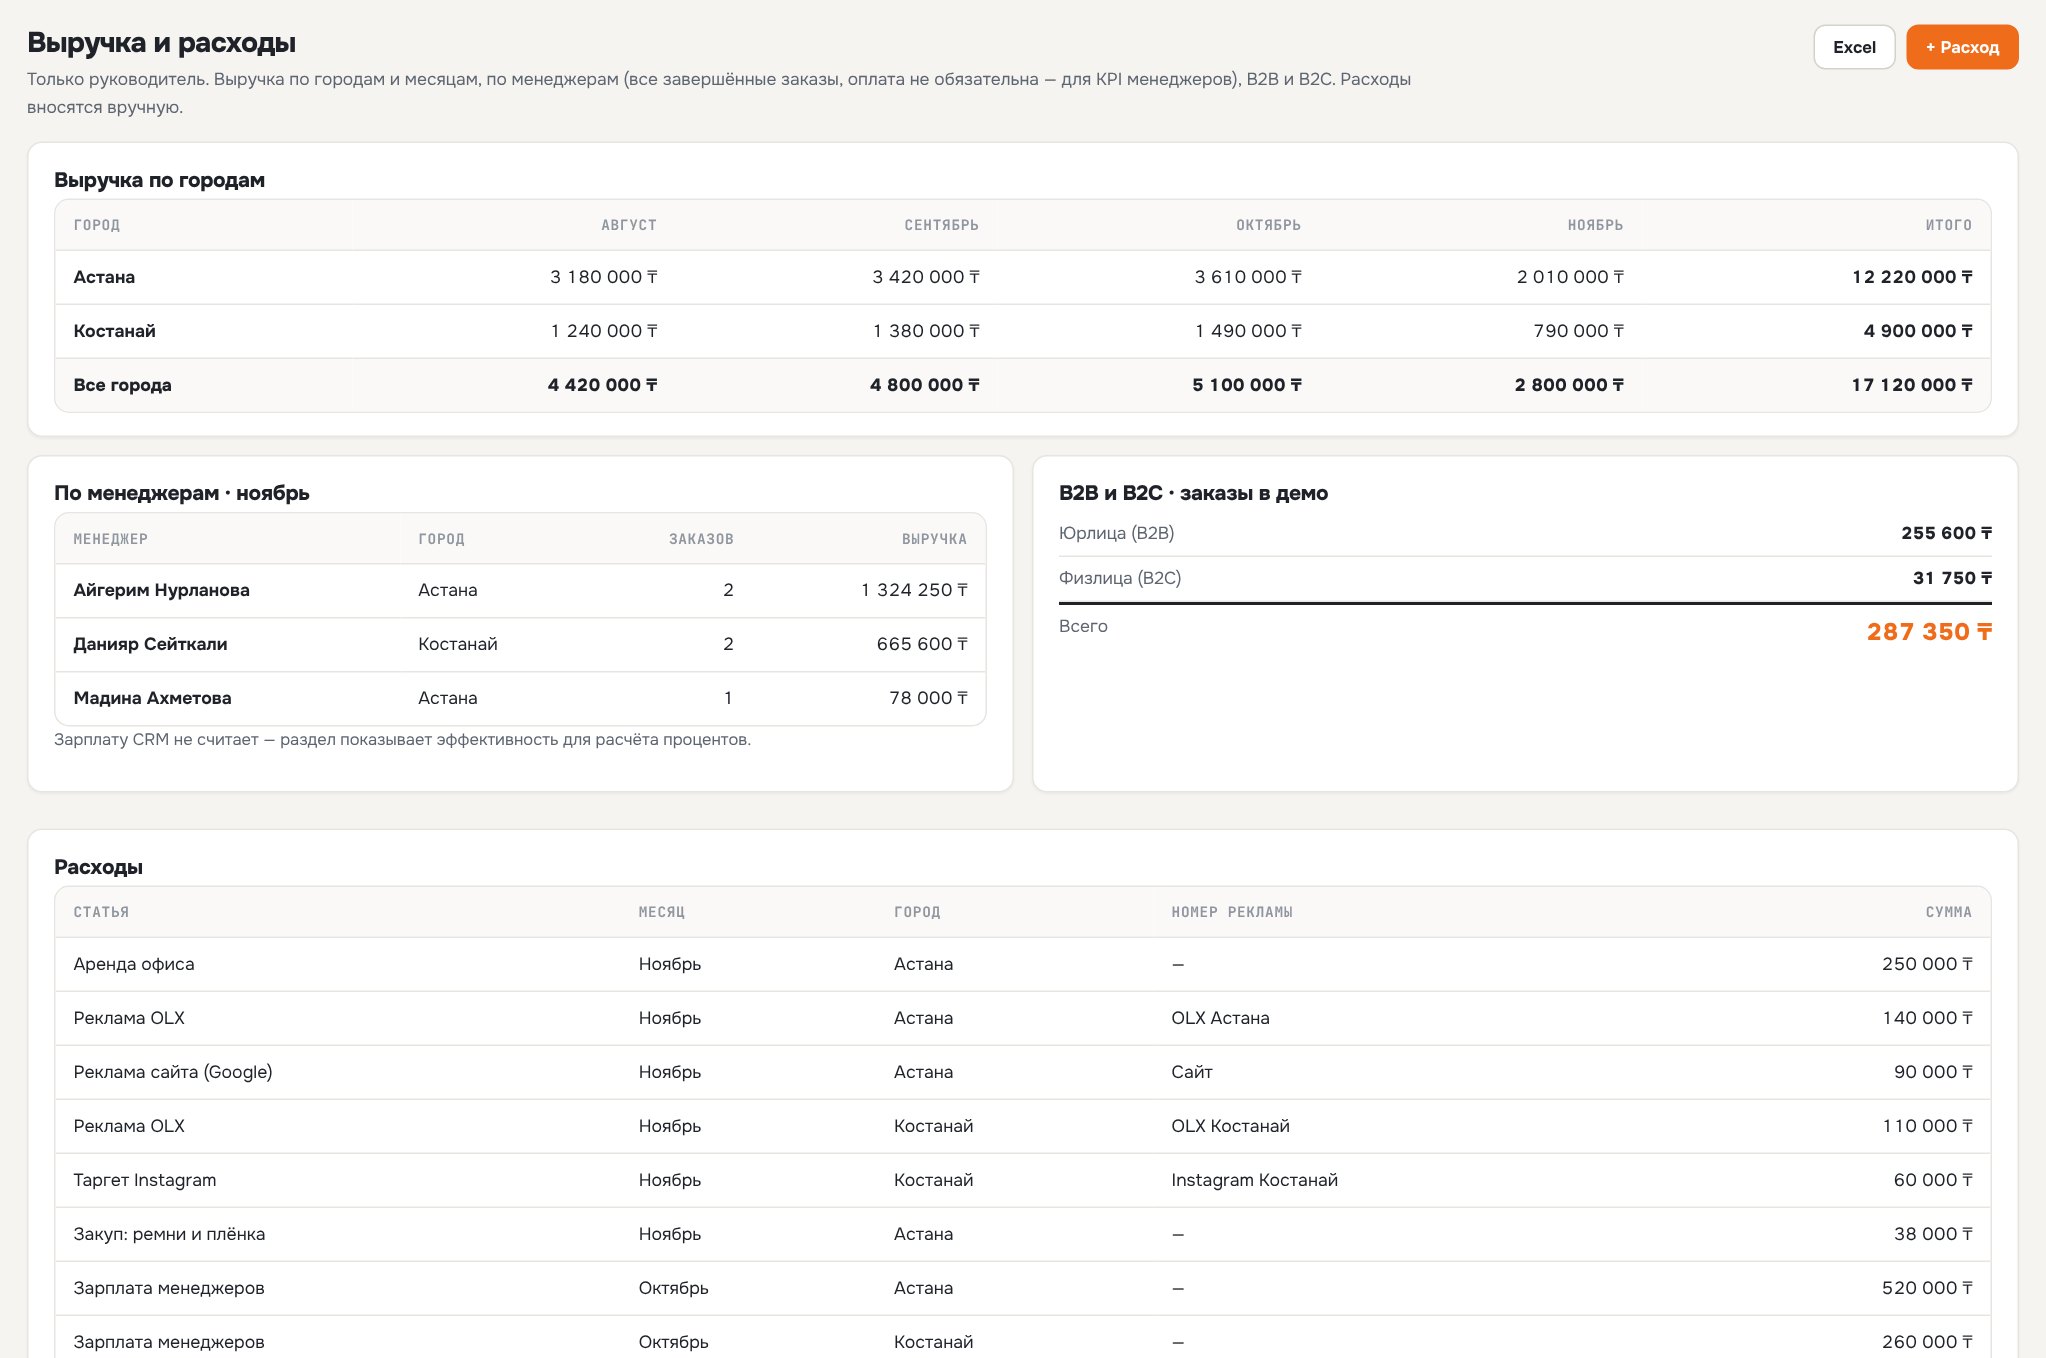 Выручка и расходы
Excel
+ Расход
Только руководитель. Выручка по городам и месяцам, по менеджерам (все завершённые заказы, оплата не обязательна — для KPI менеджеров), B2B и B2C. Расходы
вносятся вручную.
Выручка по городам
ГОРОД АВГУСТ СЕНТЯБРЬ ОКТЯБРЬ НОЯБРЬ ИТОГО
Астана 3 180 000 ₸ 3 420 000 ₸ 3 610 000 ₸ 2 010 000 ₸ 12 220 000 ₸
Костанай 1 240 000 ₸ 1 380 000 ₸ 1 490 000 ₸ 790 000 ₸ 4 900 000 ₸
Все города 4 420 000 ₸ 4 800 000 ₸ 5 100 000 ₸ 2 800 000 ₸ 17 120 000 ₸
По менеджерам · ноябрь
МЕНЕДЖЕР ГОРОД ЗАКАЗОВ ВЫРУЧКА
Айгерим Нурланова Астана 2 1 324 250 ₸
Данияр Сейткали Костанай 2 665 600 ₸
Мадина Ахметова Астана 1 78 000 ₸
Зарплату CRM не считает — раздел показывает эффективность для расчёта процентов.
B2B и B2C · заказы в демо
Юрлица (B2B) 255 600 ₸
Физлица (B2C) 31 750 ₸
Всего 287 350 ₸
Расходы
СТАТЬЯ МЕСЯЦ ГОРОД НОМЕР РЕКЛАМЫ СУММА
Аренда офиса Ноябрь Астана — 250 000 ₸
Реклама OLX Ноябрь Астана OLX Астана 140 000 ₸
Реклама сайта (Google) Ноябрь Астана Сайт 90 000 ₸
Реклама OLX Ноябрь Костанай OLX Костанай 110 000 ₸
Таргет Instagram Ноябрь Костанай Instagram Костанай 60 000 ₸
Закуп: ремни и плёнка Ноябрь Астана — 38 000 ₸
Зарплата менеджеров Октябрь Астана — 520 000 ₸
Зарплата менеджеров Октябрь Костанай — 260 000 ₸